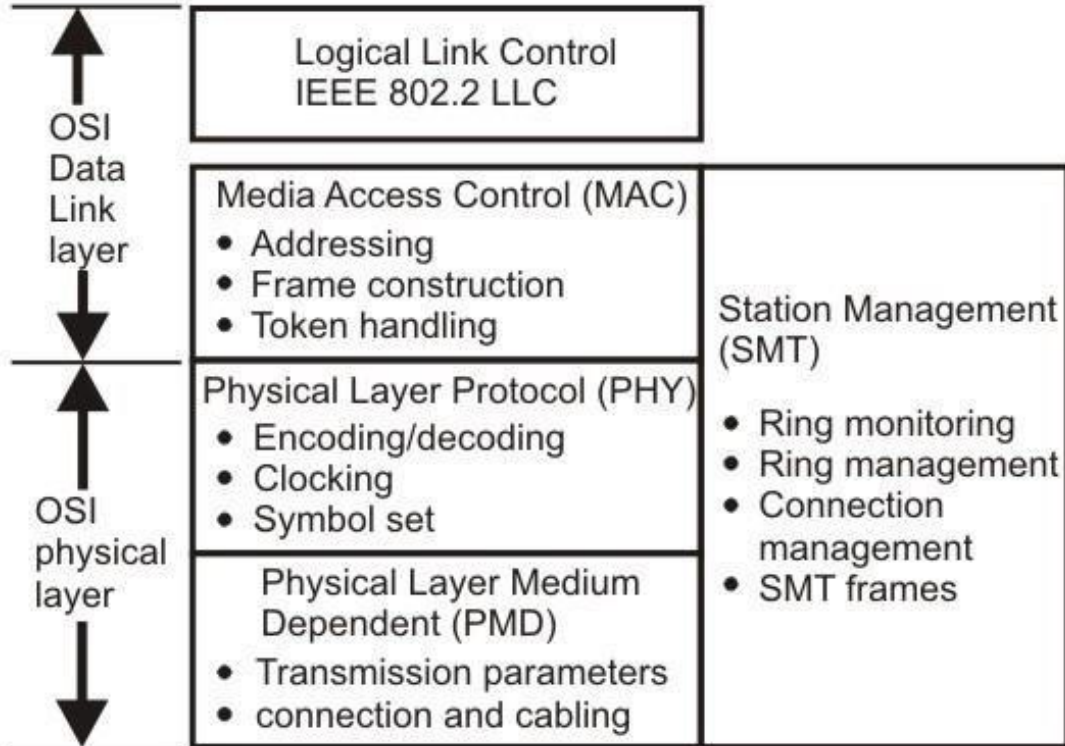 OSI
Data
Link
layer
OSI
physical
layer
Logical Link Control
IEEE 802.2 LLC
Media Access Control (MAC)
• Addressing
• Frame construction
• Token handling
Physical Layer Protocol (PHY)
• Encoding/decoding
• Clocking
• Symbol set
Physical Layer Medium
Dependent (PMD)
• Transmission parameters
• connection and cabling
Station Management
(SMT)
• Ring monitoring
• Ring management
• Connection
management
• SMT frames